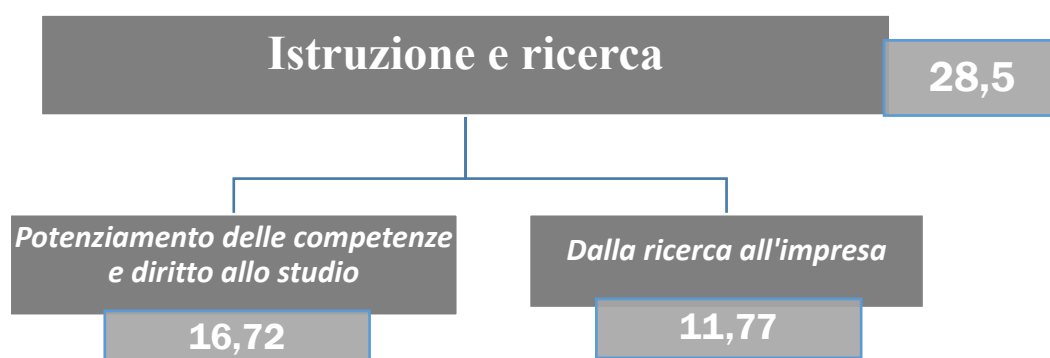 Istruzione e ricerca
28,5
Potenziamento delle competenze
e diritto allo studio
16,72
Dalla ricerca all'impresa
11,77